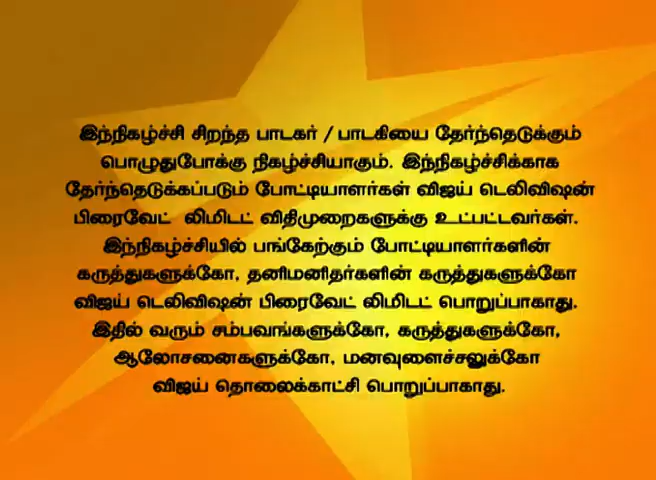 இந்நிகழ்ச்சி சிறந்த பாடகர் / பாடகியை தேர்ந்தெடுக்கும்
பொழுதுபோக்கு நிகழ்ச்சியாகும். இந்நிகழ்ச்சிக்காக
தேர்ந்தெடுக்கப்படும் போட்டியாளர்கள் விஜய் டெலிவிஷன்
பிரைவேட் லிமிடட் விதிமுறைகளுக்கு உட்பட்டவர்கள்.
இந்நிகழ்ச்சியில் பங்கேற்கும் போட்டியாளர்களின்
கருத்துகளுக்கோ, தனிமனிதர்களின் கருத்துகளுக்கோ
விஜய் டெலிவிஷன் பிரைவேட் லிமிடட் பொறுப்பாகாது.
இதில் வரும் சம்பவங்களுக்கோ, கருத்துகளுக்கோ,
ஆலோசனைகளுக்கோ, மனவுளைச்சலுக்கோ
விஜய் தொலைக்காட்சி பொறுப்பாகாது.